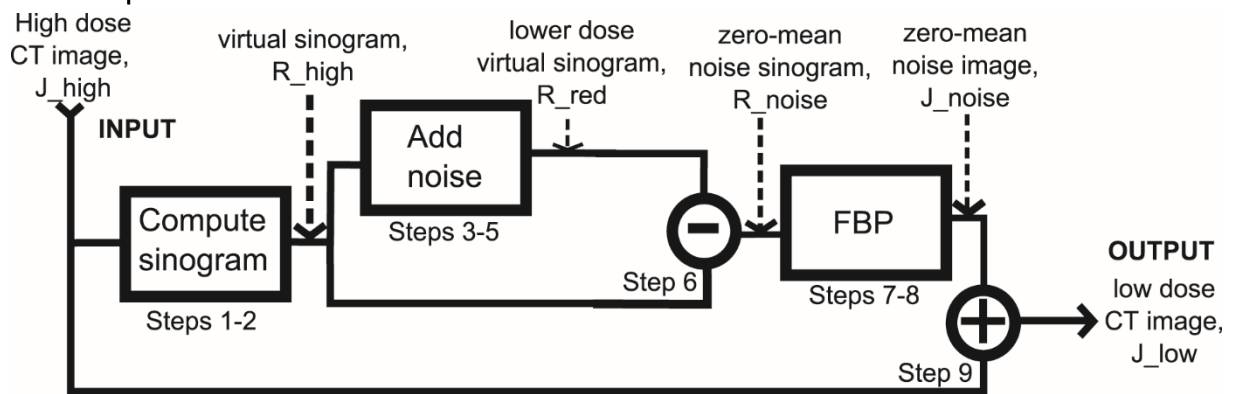 High dose
CT image,
J_high
INPUT
virtual sinogram,
R_high
lower dose
virtual sinogram,
R_red
zero-mean
noise sinogram,
R_noise
zero-mean
noise image,
J_noise
Compute
sinogram
Steps 1-2
Add
noise
Steps 3-5
-
Step 6
FBP
Steps 7-8
+
Step 9
OUTPUT
low dose
CT image,
J_low